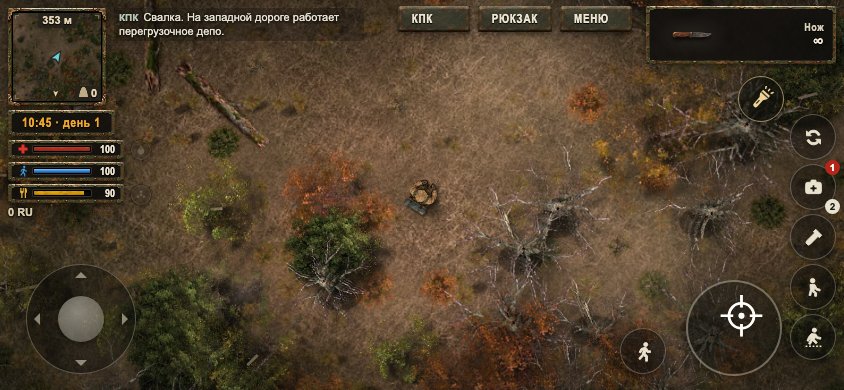 353 м
0
10:45 · день 1
100
100
90
0 RU
КПК Свалка. На западной дороге работает
перегрузочное депо.
КПК
РЮКЗАК
МЕНЮ
Нож
∞
1
2